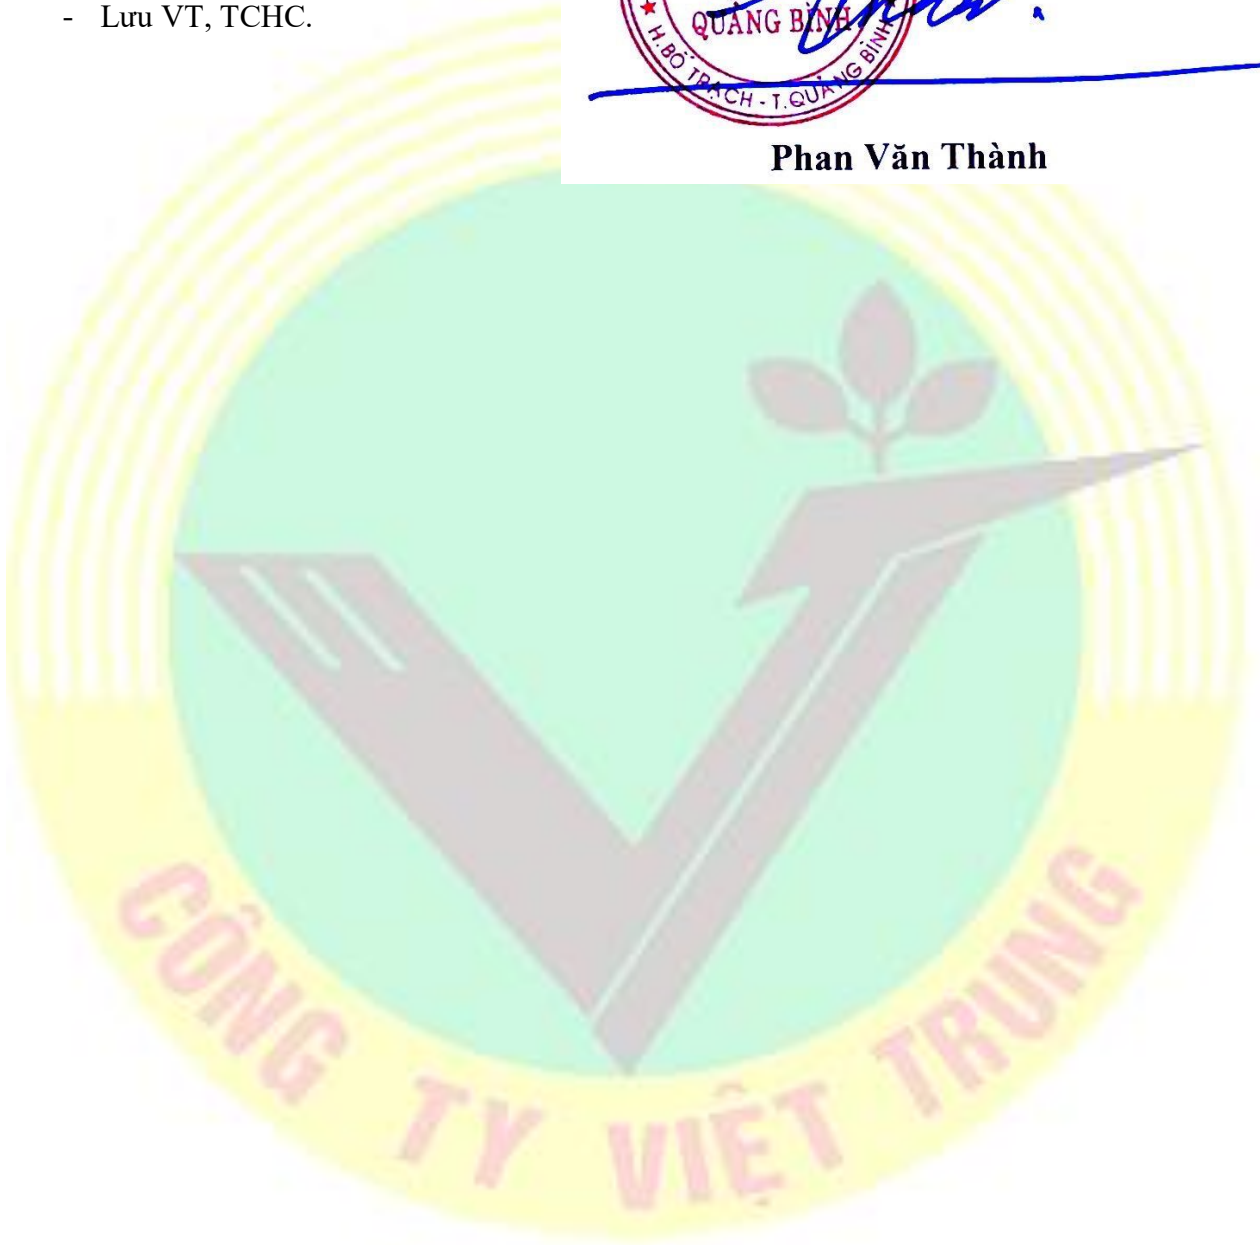 - Lưu VT, TCHC.
QUẢNG BÌNH
★ H.BỐ TRẠCH - T.QUẢNG BÌNH
Phan Văn Thành
CÔNG TY VIỆT TRUNG